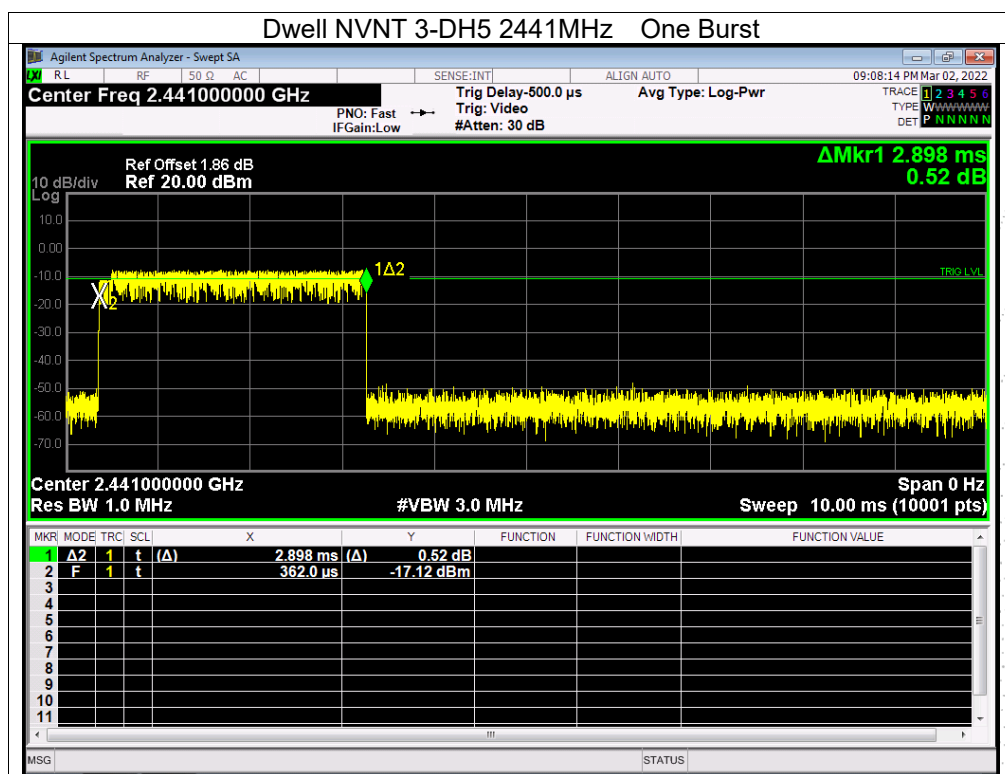 Dwell NVNT 3-DH5 2441MHz One Burst
Agilent Spectrum Analyzer - Swept SA
LXI RL RF 50 Ω AC SENSE:INT ALIGN AUTO 09:08:14 PM Mar 02, 2022
Center Freq 2.441000000 GHz Trig Delay-500.0 µs Avg Type: Log-Pwr TRACE 1 2 3 4 5 6
PNO: Fast Trig: Video TYPE WWWWWW
IFGain:Low #Atten: 30 dB DET P N N N N N
ΔMkr1 2.898 ms
0.52 dB
Ref Offset 1.86 dB
10 dB/div Ref 20.00 dBm
Log
10.0
0.00
-10.0
-20.0
-30.0
-40.0
-50.0
-60.0
-70.0
1Δ2
TRIG LVL
X2
Center 2.441000000 GHz Span 0 Hz
Res BW 1.0 MHz #VBW 3.0 MHz Sweep 10.00 ms (10001 pts)
MKR MODE TRC SCL X Y FUNCTION FUNCTION WIDTH FUNCTION VALUE
1 Δ2 1 t (Δ) 2.898 ms (Δ) 0.52 dB
2 F 1 t 362.0 µs -17.12 dBm
3
4
5
6
7
8
9
10
11
MSG STATUS